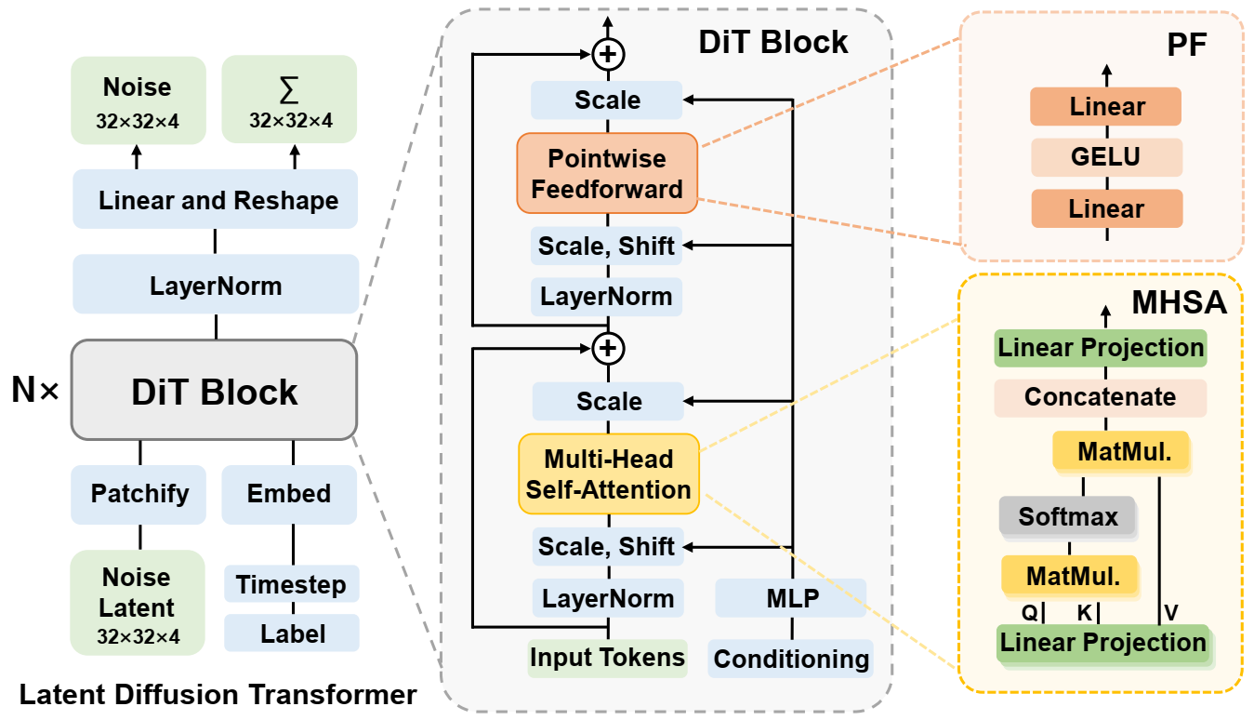 Noise
32×32×4
∑
32×32×4
Linear and Reshape
LayerNorm
N×
DiT Block
Patchify
Embed
Noise
Latent
32×32×4
Timestep
Label
Latent Diffusion Transformer
DiT Block
+
Scale
Pointwise
Feedforward
Scale, Shift
LayerNorm
+
Scale
Multi-Head
Self-Attention
Scale, Shift
LayerNorm
MLP
Input Tokens
Conditioning
PF
Linear
GELU
Linear
MHSA
Linear Projection
Concatenate
MatMul.
Softmax
MatMul.
Q K V
Linear Projection